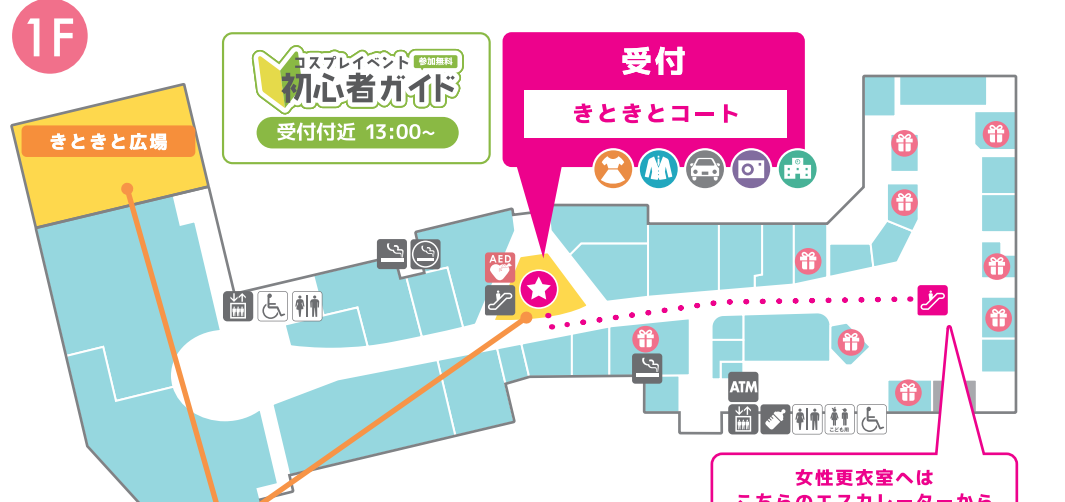 1F
コスプレイベント 参加無料
初心者ガイド
受付付近 13:00~
受付
きときとコート
きときと広場
AED
ATM
こども用
女性更衣室へは
こちらのエスカレーターから